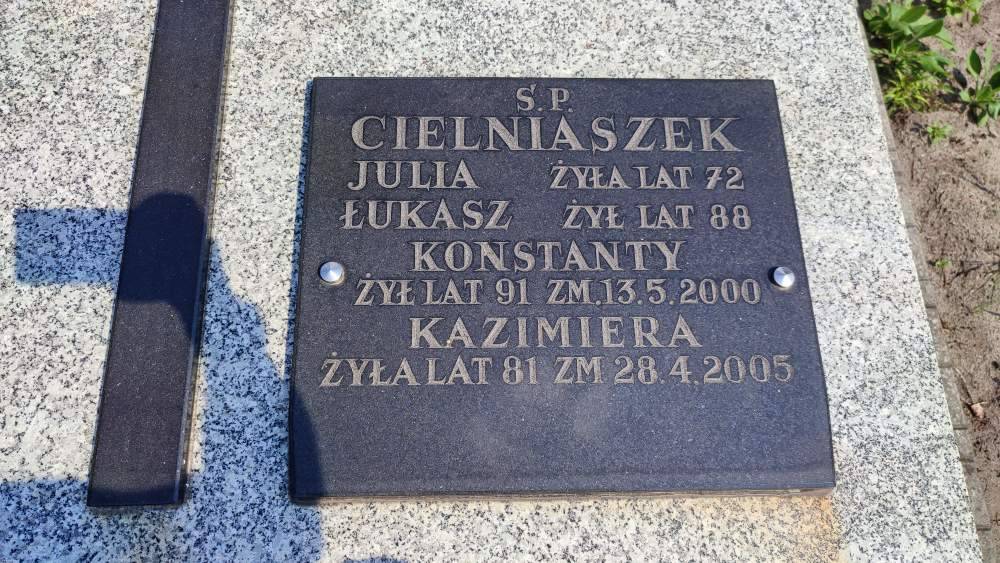 Ś.P.
CIELNIASZEK
JULIA ŻYŁA LAT 72
ŁUKASZ ŻYŁ LAT 88
KONSTANTY
ŻYŁ LAT 91 ZM.13.5.2000
KAZIMIERA
ŻYŁA LAT 81 ZM 28.4.2005